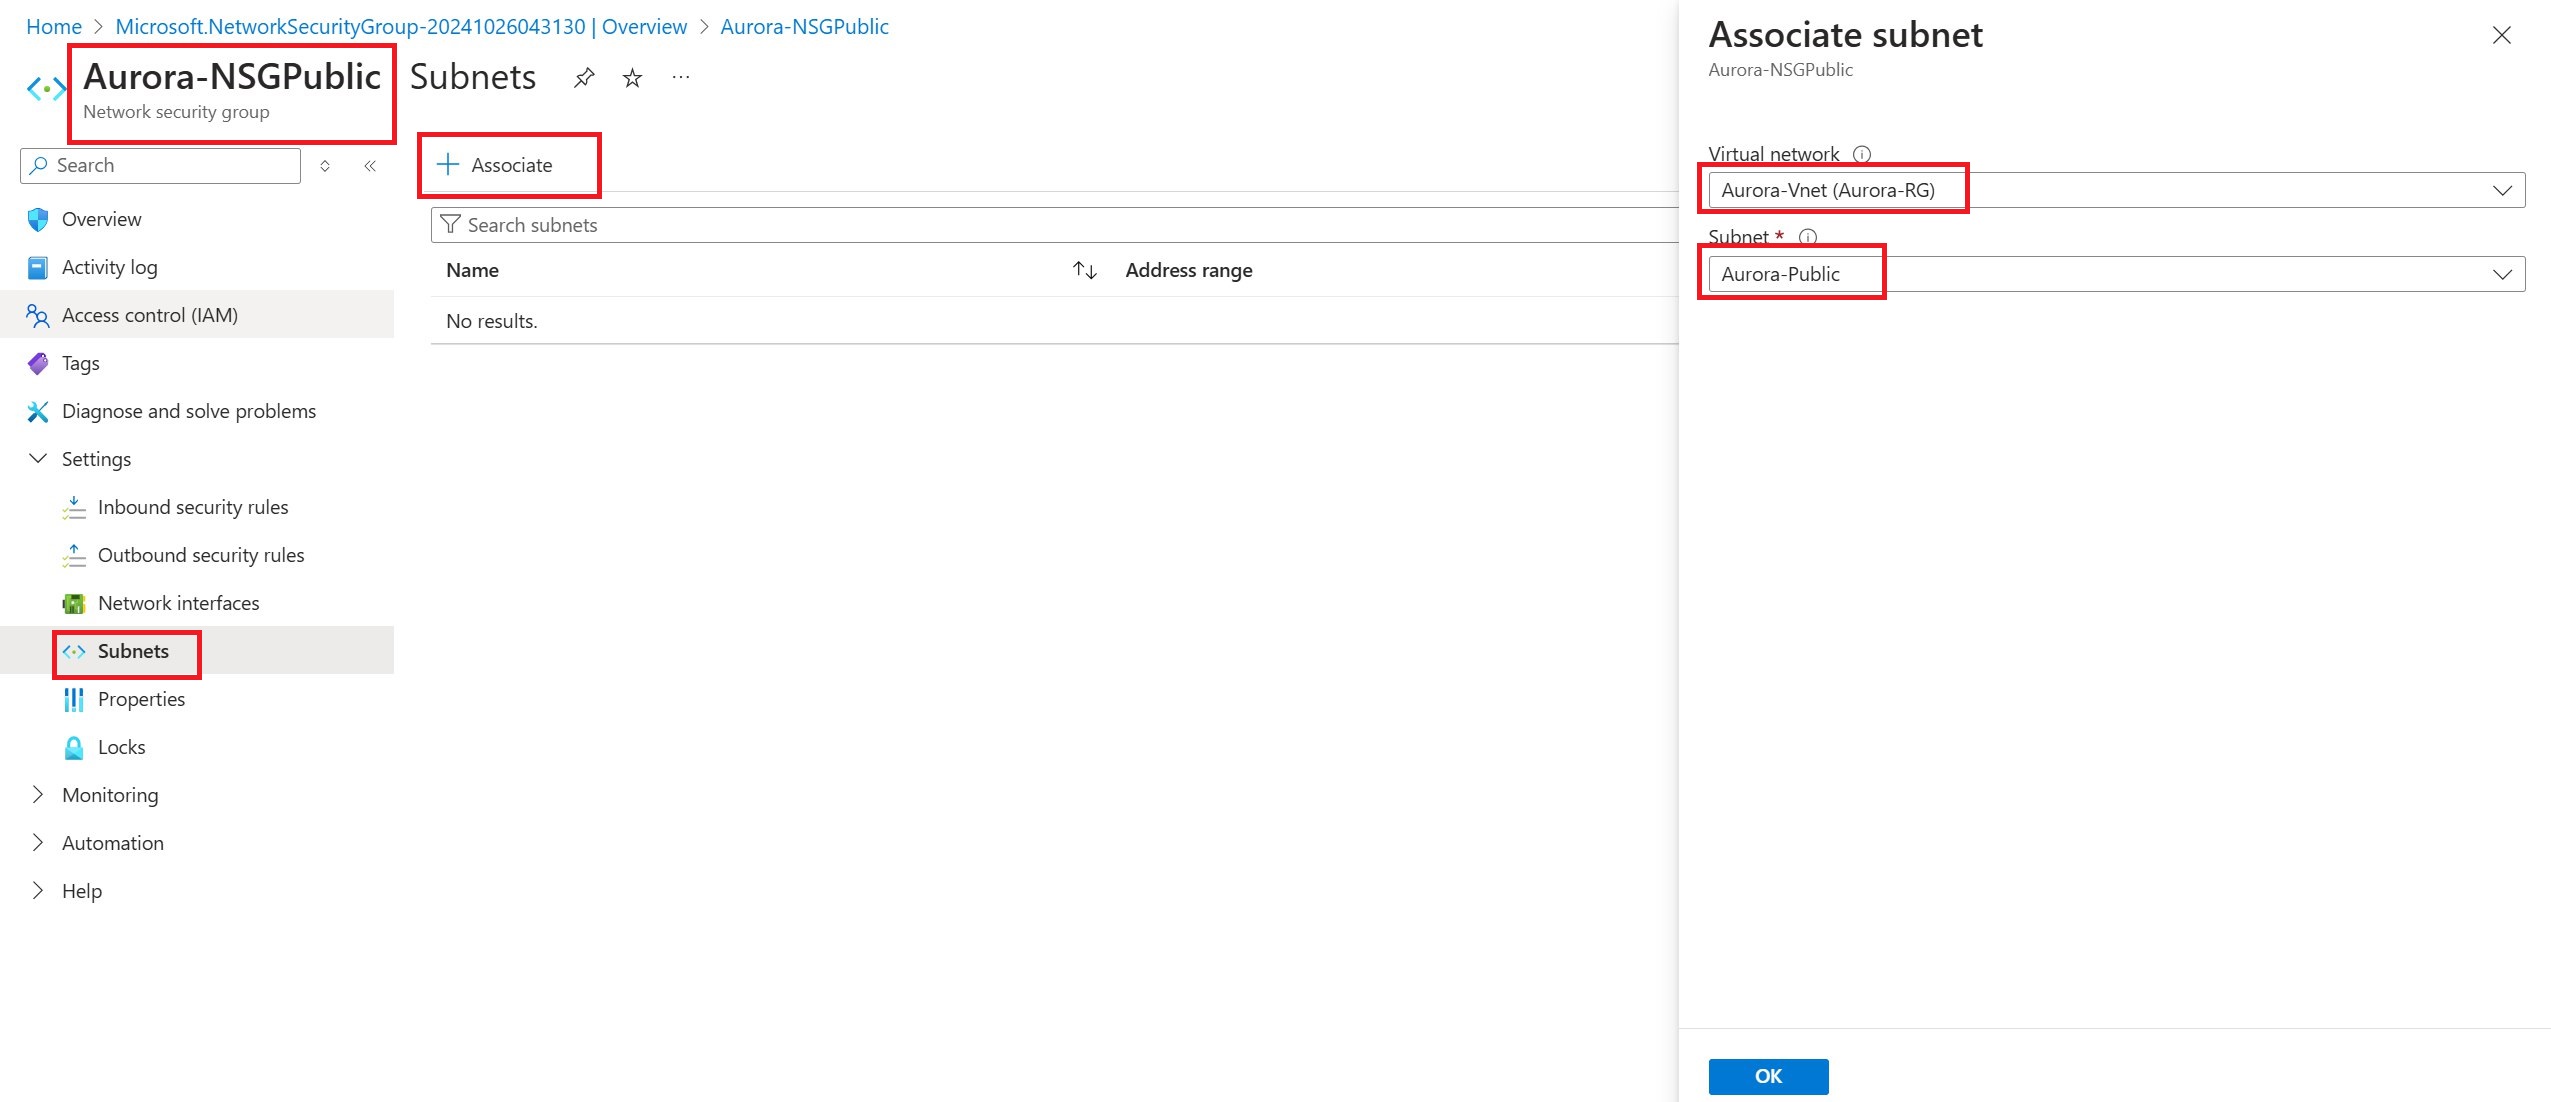 Home > Microsoft.NetworkSecurityGroup-20241026043130 | Overview > Aurora-NSGPublic
Aurora-NSGPublic | Subnets ...
Network security group
Search
Overview
Activity log
Access control (IAM)
Tags
Diagnose and solve problems
Settings
Inbound security rules
Outbound security rules
Network interfaces
Subnets
Properties
Locks
Monitoring
Automation
Help
+ Associate
Search subnets
Name Address range
No results.
Associate subnet
Aurora-NSGPublic
Virtual network
Aurora-Vnet (Aurora-RG)
Subnet *
Aurora-Public
OK